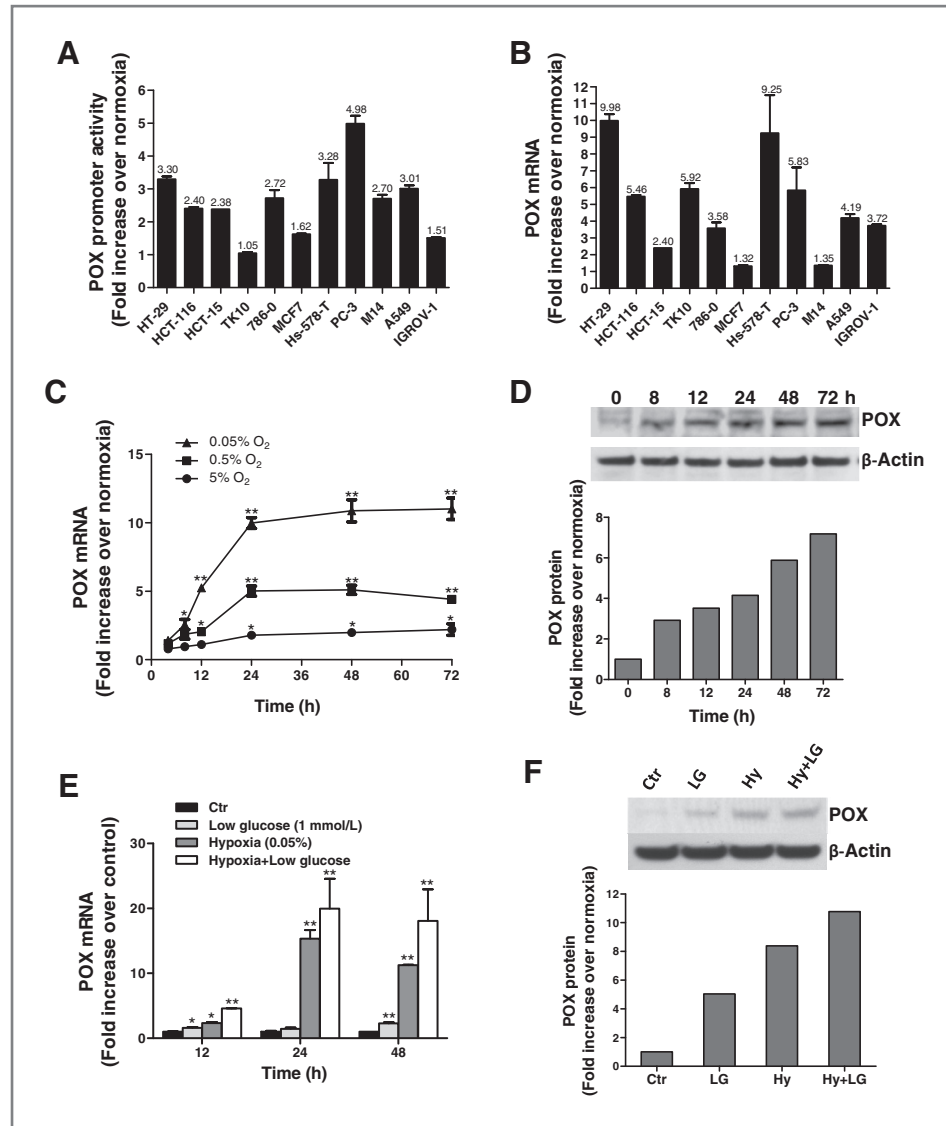 A
POX promoter activity
(Fold increase over normoxia)
6
5
4
3
2
1
0
3.30
2.40
2.38
1.05
2.72
1.62
3.28
4.98
2.70
3.01
1.51
HT-29
HCT-116
HCT-15
TK10
786-0
MCF7
Hs-578-T
PC-3
M14
A549
IGROV-1
B
POX mRNA
(Fold increase over normoxia)
12
11
10
9
8
7
6
5
4
3
2
1
0
9.98
5.46
2.40
5.92
3.58
1.32
9.25
5.83
1.35
4.19
3.72
HT-29
HCT-116
HCT-15
TK10
786-0
MCF7
Hs-578-T
PC-3
M14
A549
IGROV-1
C
0.05% O₂
0.5% O₂
5% O₂
POX mRNA
(Fold increase over normoxia)
15
10
5
0
* ** ** ** **
* ** ** **
* * *
0 12 24 36 48 60 72
Time (h)
D
0 8 12 24 48 72 h
POX
β-Actin
POX protein
(Fold increase over normoxia)
8
6
4
2
0
0 8 12 24 48 72
Time (h)
E
Ctr
Low glucose (1 mmol/L)
Hypoxia (0.05%)
Hypoxia+Low glucose
POX mRNA
(Fold increase over control)
30
20
10
0
* * **
** **
** ** **
12 24 48
Time (h)
F
Ctr LG Hy Hy+LG
POX
β-Actin
POX protein
(Fold increase over normoxia)
12
10
8
6
4
2
0
Ctr LG Hy Hy+LG